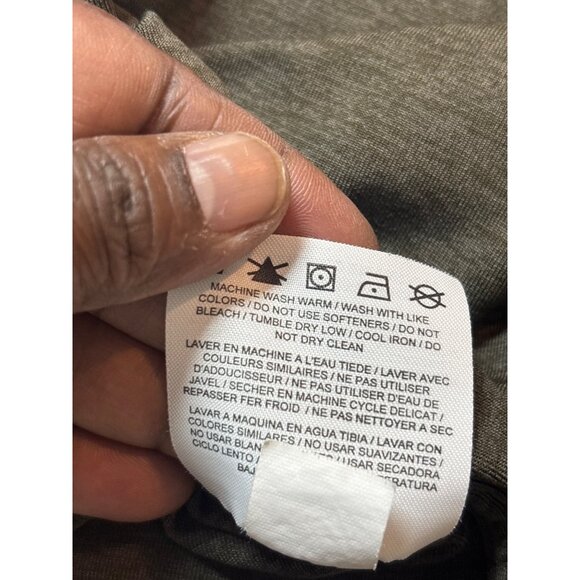 MACHINE WASH WARM / WASH WITH LIKE
COLORS / DO NOT USE SOFTENERS / DO NOT
BLEACH / TUMBLE DRY LOW / COOL IRON / DO
NOT DRY CLEAN
LAVER EN MACHINE A L'EAU TIEDE / LAVER AVEC
COULEURS SIMILAIRES / NE PAS UTILISER
D'ADOUCISSEUR / NE PAS UTILISER D'EAU DE
JAVEL / SECHER EN MACHINE CYCLE DELICAT /
REPASSER FER FROID / NE PAS NETTOYER A SEC
LAVAR A MAQUINA EN AGUA TIBIA / LAVAR CON
COLORES SIMILARES / NO USAR SUAVIZANTES /
NO USAR BLAN / USAR SECADORA
CICLO LENTO / ERATURA
BAJ